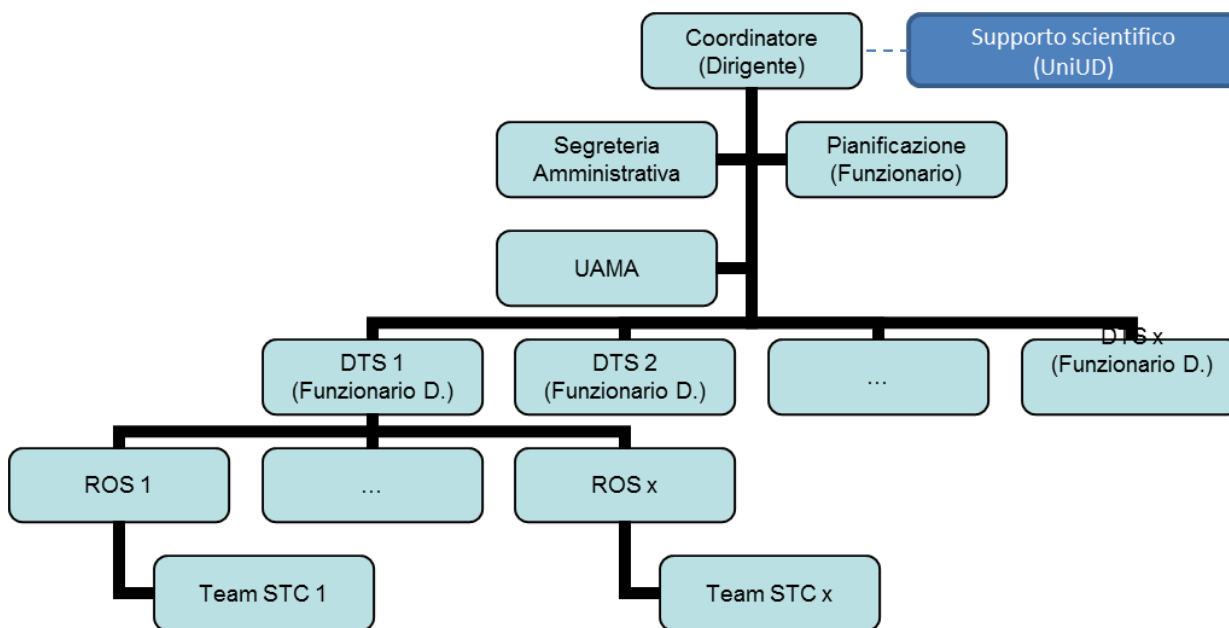 Coordinatore
(Dirigente)
Supporto scientifico
(UniUD)
Segreteria
Amministrativa
Pianificazione
(Funzionario)
UAMA
DTS 1
(Funzionario D.)
DTS 2
(Funzionario D.)
...
DTS x
(Funzionario D.)
ROS 1
...
ROS x
Team STC 1
Team STC x